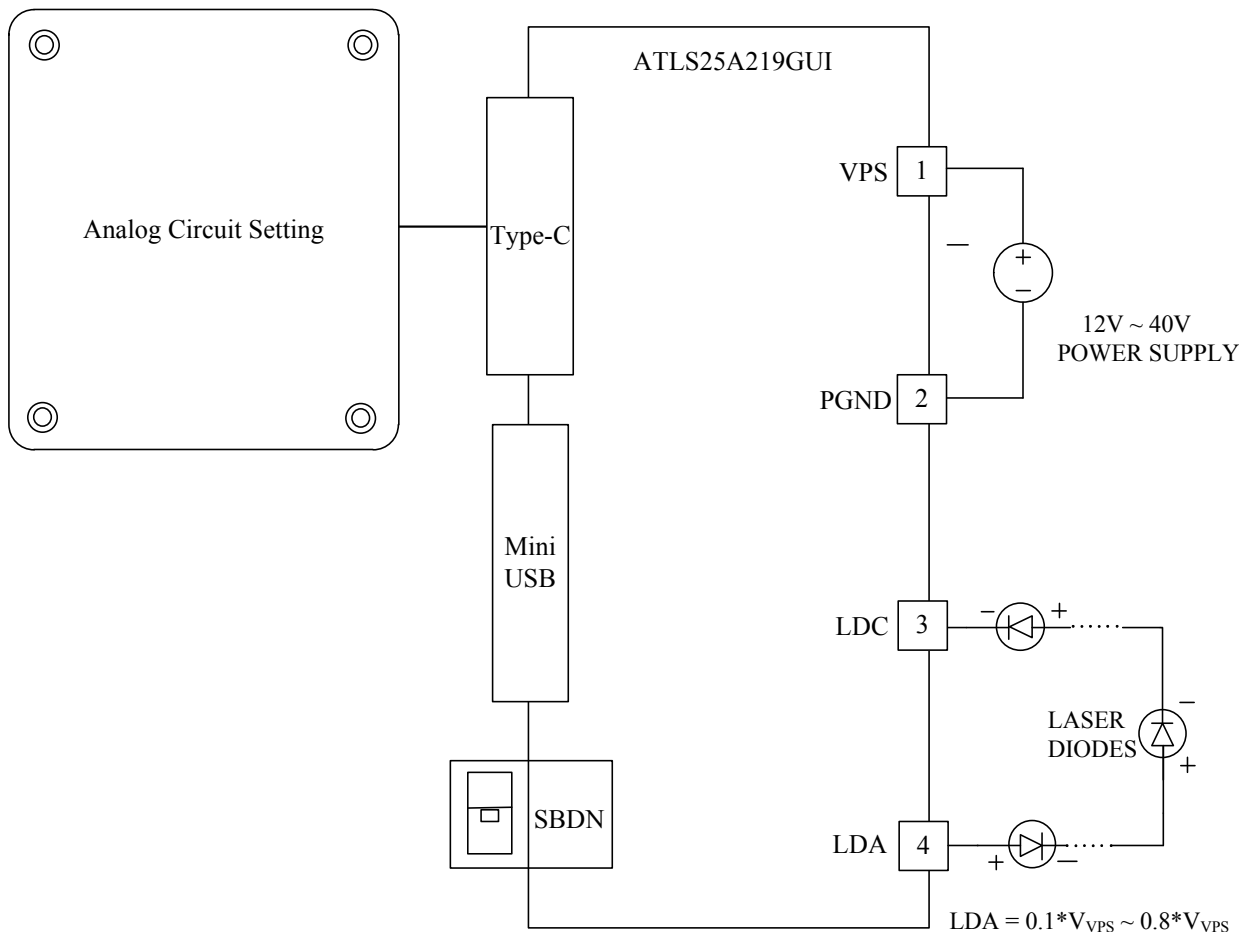 ATLS25A219GUI
Analog Circuit Setting
Type-C
VPS
1
+
−
12V ~ 40V
POWER SUPPLY
PGND
2
Mini
USB
LDC
3
− +
LASER
DIODES
−
+
SBDN
LDA
4
+ −
LDA = 0.1*VVPS ~ 0.8*VVPS